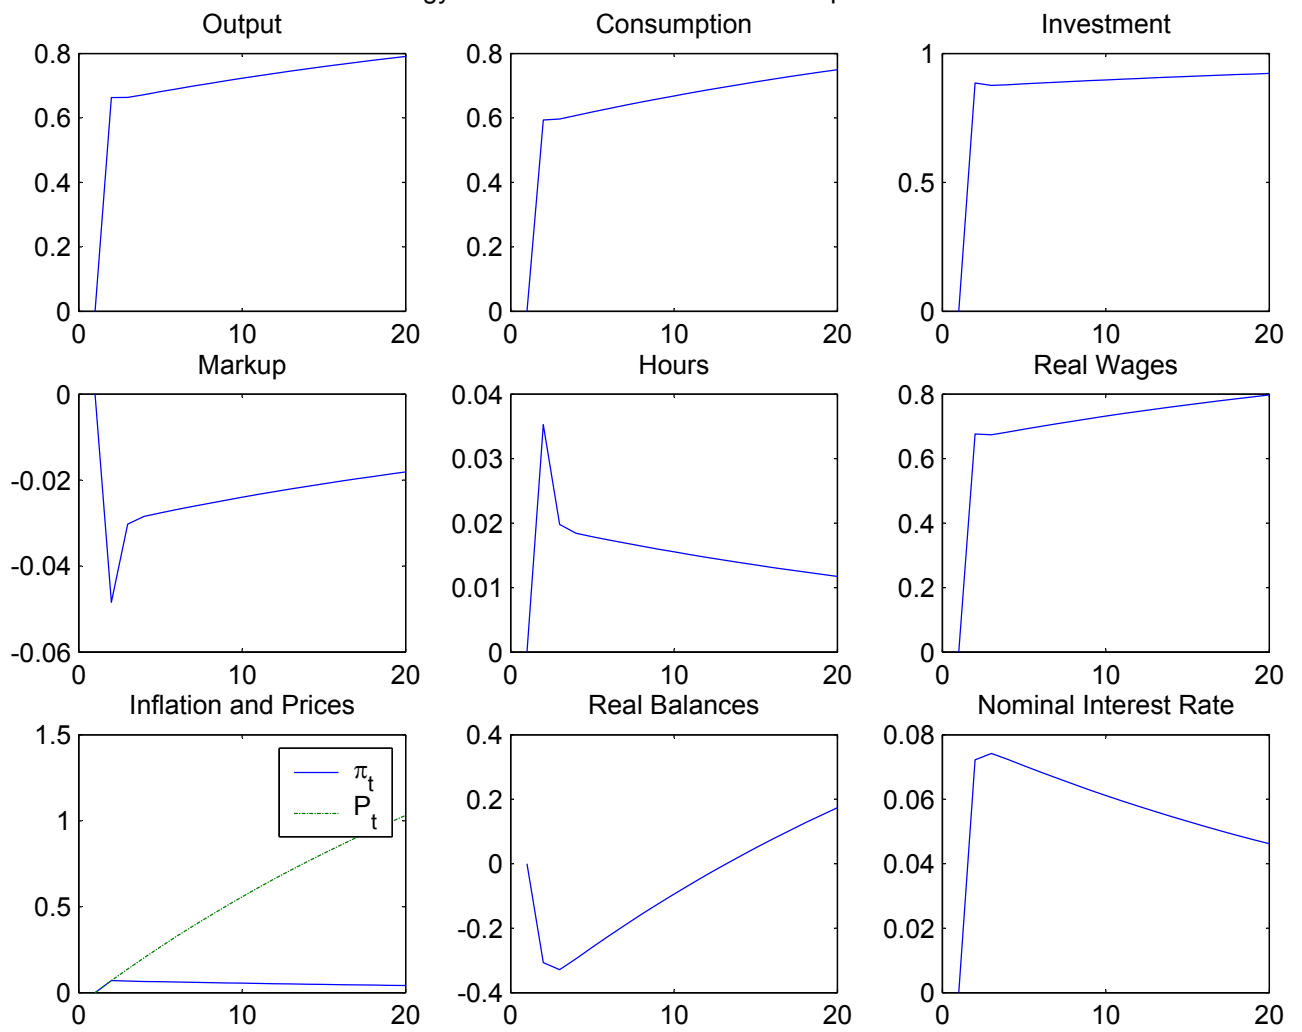 Output Consumption Investment
0.8 0.8 1
0.6 0.6
0.4 0.4 0.5
0.2 0.2
0 0 0
0 10 20 0 10 20 0 10 20
Markup Hours Real Wages
0 0.04 0.8
-0.02 0.03 0.6
-0.04 0.02 0.4
0.01 0.2
-0.06 0 0
0 10 20 0 10 20 0 10 20
Inflation and Prices Real Balances Nominal Interest Rate
1.5 0.4 0.08
π_t
P_t
0.2 0.06
1 0 0.04
0.5 -0.2 0.02
0 -0.4 0
0 10 20 0 10 20 0 10 20